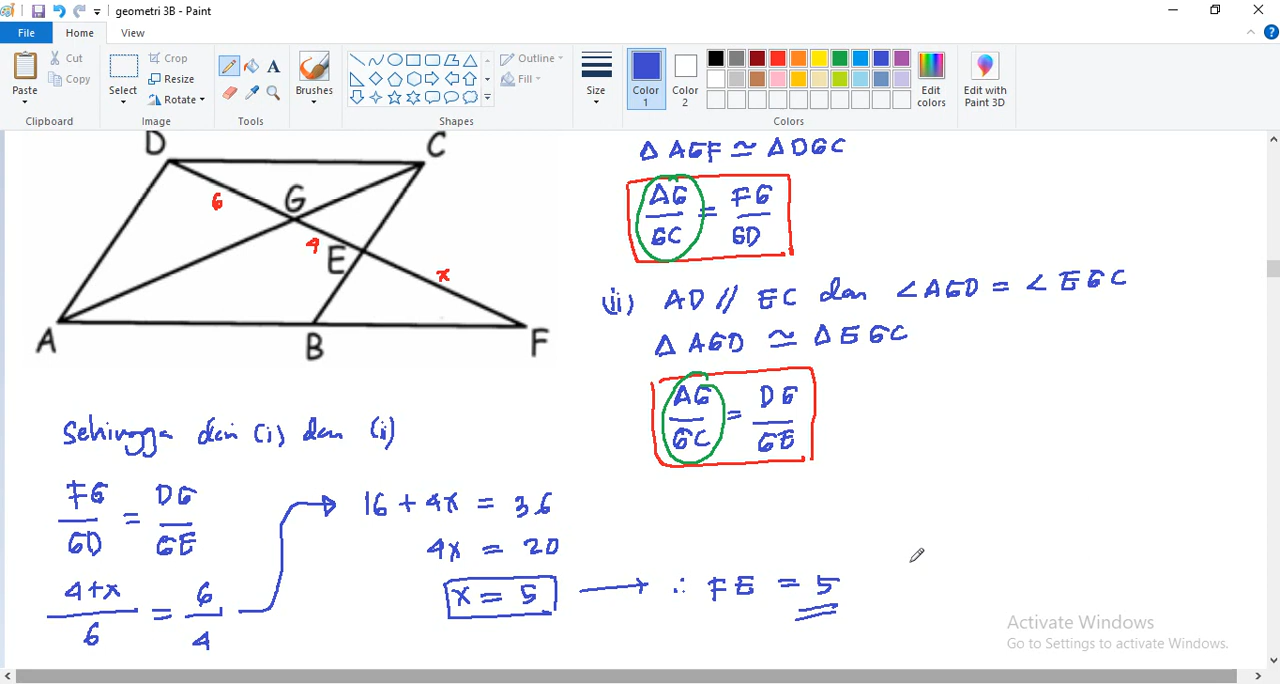 geometri 3B - Paint
File
Home
View
Paste
Cut
Copy
Clipboard
Select
Crop
Resize
Rotate
Image
A
Tools
Brushes
Outline
Fill
Shapes
Size
Color
1
Color
2
Edit
colors
Colors
Edit with
Paint 3D
D
C
G
6
4
E
x
A
B
F
Δ AGF ≃ ΔDGC
AG/GC = FG/GD
(ii) AD // EC dan ∠AGD = ∠EGC
Δ AGD ≃ Δ EGC
AG/GC = DG/GE
Sehingga dari (i) dan (ii)
FG/GD = DG/GE
4+x/6 = 6/4
16 + 4x = 36
4x = 20
x = 5 → ∴ FE = 5
Activate Windows
Go to Settings to activate Windows.